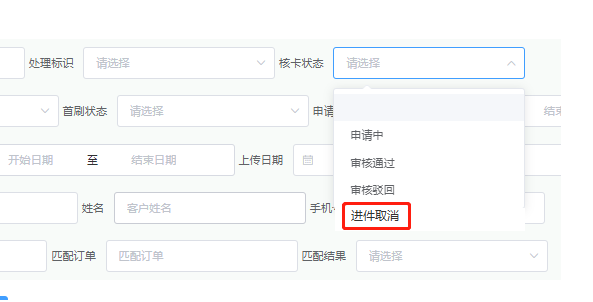 处理标识 请选择 核卡状态 请选择
首刷状态 请选择 申请 结束
申请中
开始日期 至 结束日期 上传日期
审核通过
审核驳回
姓名 客户姓名 手机
进件取消
匹配订单 匹配订单 匹配结果 请选择